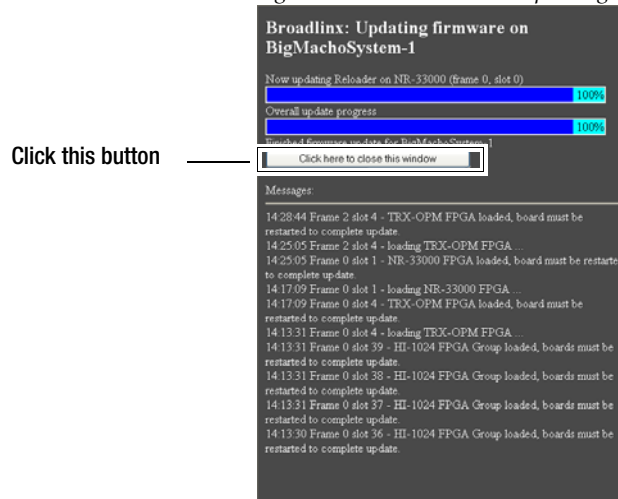 Broadlinx: Updating firmware on
BigMachoSystem-1
Now updating Reloader on NR-33000 (frame 0, slot 0)
100%
Overall update progress
100%
Finished firmware update for BigMachoSystem-1
Click this button
Click here to close this window
Messages:
14:28:44 Frame 2 slot 4 - TRX-OPM FPGA loaded, board must be
restarted to complete update.
14:25:05 Frame 2 slot 4 - loading TRX-OPM FPGA ...
14:25:05 Frame 0 slot 1 - NR-33000 FPGA loaded, board must be restarte
to complete update.
14:17:09 Frame 0 slot 1 - loading NR-33000 FPGA ...
14:17:09 Frame 0 slot 4 - TRX-OPM FPGA loaded, board must be
restarted to complete update.
14:13:31 Frame 0 slot 4 - loading TRX-OPM FPGA ...
14:13:31 Frame 0 slot 39 - HI-1024 FPGA Group loaded, boards must be
restarted to complete update.
14:13:31 Frame 0 slot 38 - HI-1024 FPGA Group loaded, boards must be
restarted to complete update.
14:13:31 Frame 0 slot 37 - HI-1024 FPGA Group loaded, boards must be
restarted to complete update.
14:13:30 Frame 0 slot 36 - HI-1024 FPGA Group loaded, boards must be
restarted to complete update.